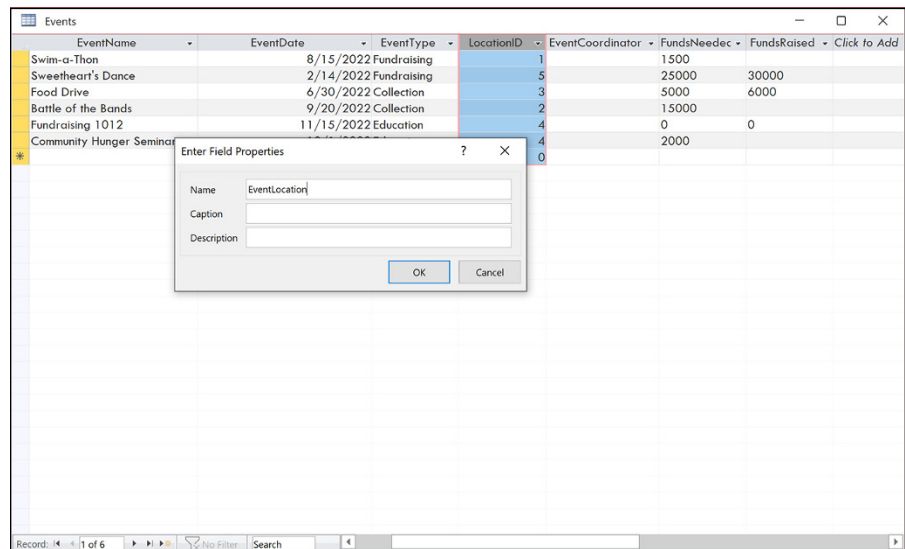 Events
EventName EventDate EventType LocationID EventCoordinator FundsNeedec FundsRaised Click to Add
Swim-a-Thon 8/15/2022 Fundraising 1 1500
Sweetheart's Dance 2/14/2022 Fundraising 5 25000 30000
Food Drive 6/30/2022 Collection 3 5000 6000
Battle of the Bands 9/20/2022 Collection 2 15000
Fundraising 1012 11/15/2022 Education 4 0 0
Community Hunger Seminar 4 2000
* 0
Enter Field Properties ? ×
Name EventLocation
Caption
Description
OK Cancel
Record: 1 of 6 No Filter Search